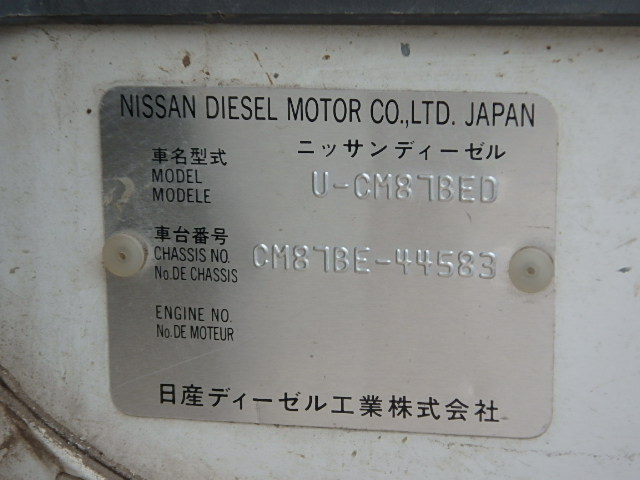 NISSAN DIESEL MOTOR CO.,LTD. JAPAN
ニッサンディーゼル
車名型式
MODEL
MODELE
U-CM87BED
車台番号
CHASSIS NO.
No.DE CHASSIS
CM87BE-44583
ENGINE NO.
No.DE MOTEUR
日産ディーゼル工業株式会社